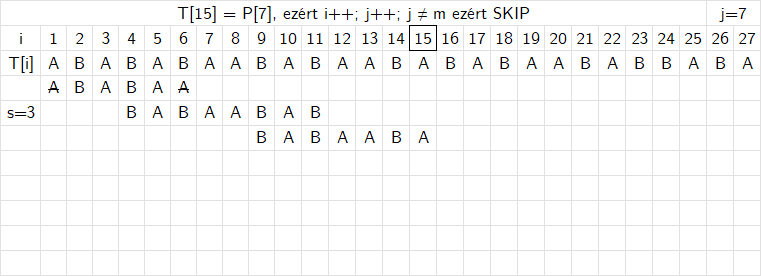 T[15] = P[7], ezért i++; j++; j ≠ m ezért SKIP j=7
i 1 2 3 4 5 6 7 8 9 10 11 12 13 14 15 16 17 18 19 20 21 22 23 24 25 26 27
T[i] A B A B A B A A B A B A A B A B A B A A B A B A A B A
A B A B A A
s=3 B A B A A B A B
B A B A A B A